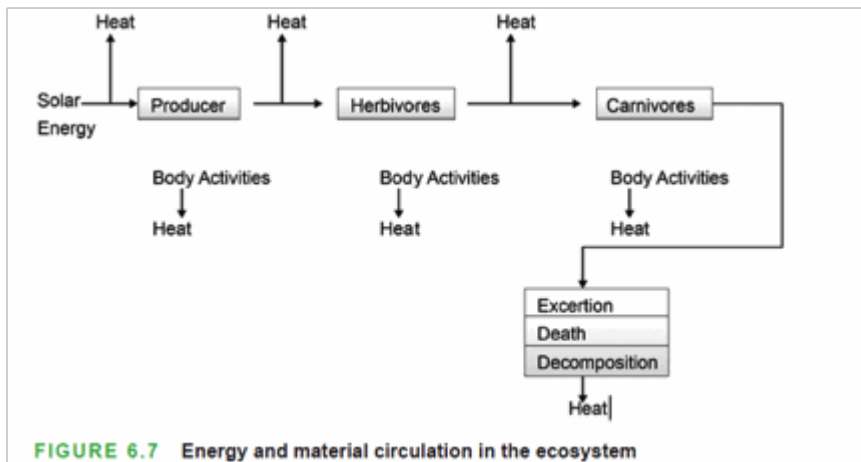 Heat Heat Heat
Solar
Energy
Producer Herbivores Carnivores
Body Activities Body Activities Body Activities
Heat Heat Heat
Excertion
Death
Decomposition
Heat
FIGURE 6.7 Energy and material circulation in the ecosystem